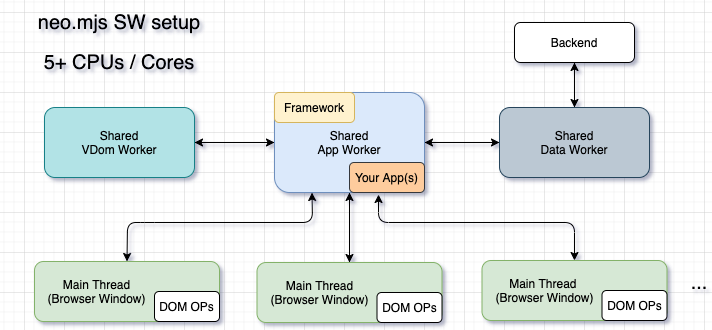 neo.mjs SW setup
5+ CPUs / Cores
Backend
Framework
Shared
VDom Worker
Shared
App Worker
Shared
Data Worker
Your App(s)
Main Thread
(Browser Window)
DOM OPs
Main Thread
(Browser Window)
DOM OPs
Main Thread
(Browser Window)
DOM OPs
...